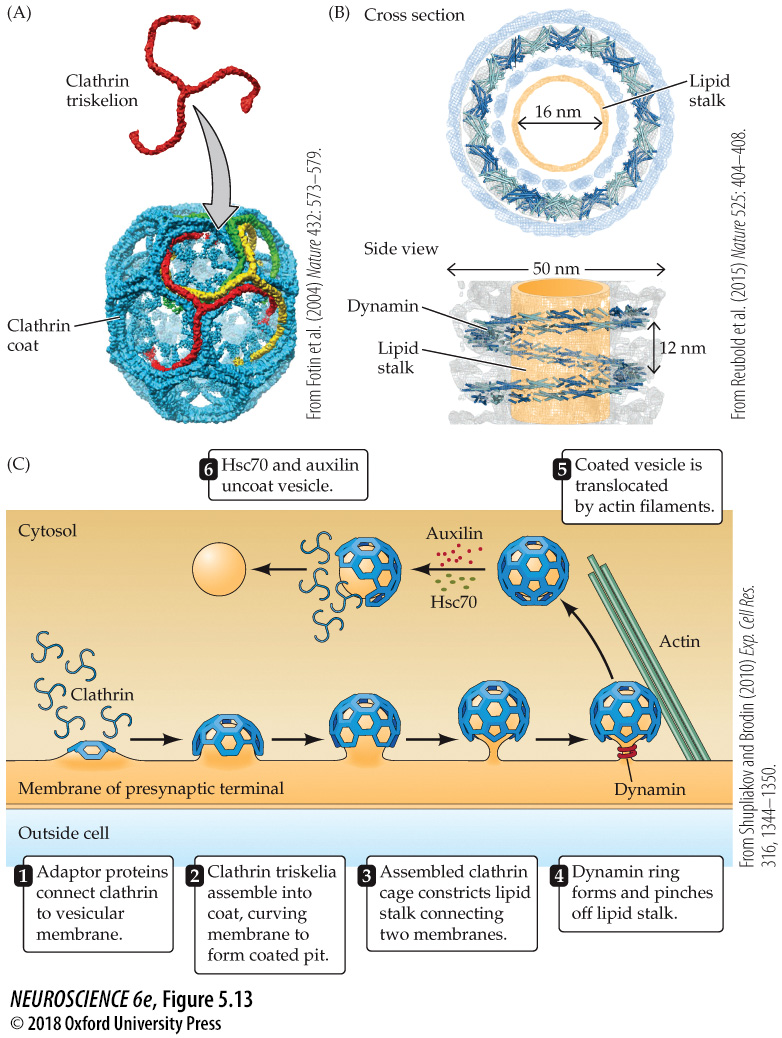 (A)
Clathrin
triskelion
Clathrin
coat
From Fotin et al. (2004) Nature 432: 573–579.
(B)
Cross section
Lipid
stalk
16 nm
Side view
50 nm
Dynamin
Lipid
stalk
12 nm
From Reubold et al. (2015) Nature 525: 404–408.
(C)
6 Hsc70 and auxilin
uncoat vesicle.
5 Coated vesicle is
translocated
by actin filaments.
Cytosol
Auxilin
Hsc70
Actin
Clathrin
Membrane of presynaptic terminal
Dynamin
Outside cell
1 Adaptor proteins
connect clathrin
to vesicular
membrane.
2 Clathrin triskelia
assemble into
coat, curving
membrane to
form coated pit.
3 Assembled clathrin
cage constricts lipid
stalk connecting
two membranes.
4 Dynamin ring
forms and pinches
off lipid stalk.
From Shupliakov and Brodin (2010) Exp. Cell Res.
316, 1344–1350.
NEUROSCIENCE 6e, Figure 5.13
© 2018 Oxford University Press